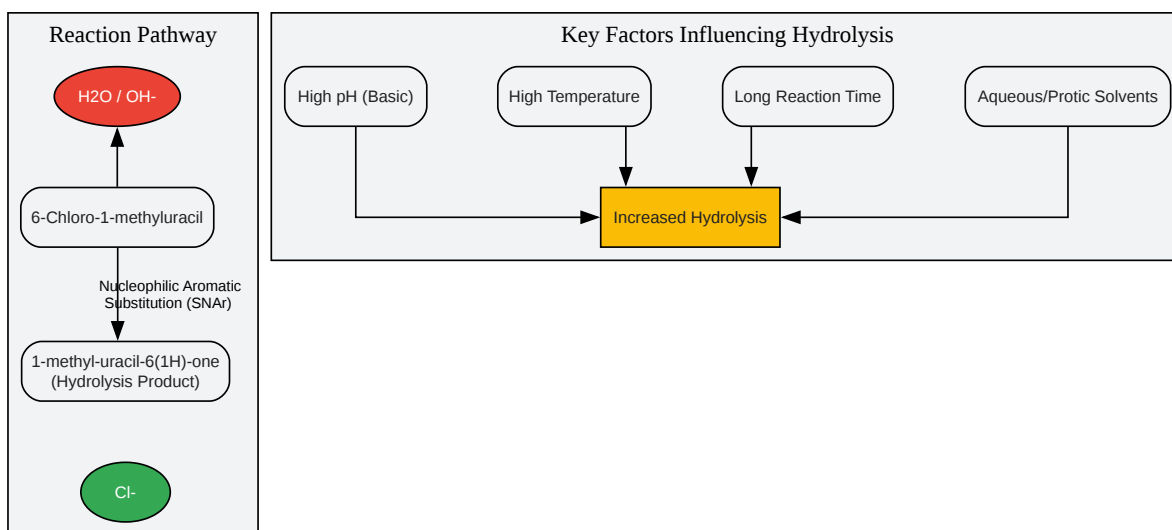 Reaction Pathway
H2O / OH-
6-Chloro-1-methyluracil
Nucleophilic Aromatic
Substitution (SNAr)
1-methyl-uracil-6(1H)-one
(Hydrolysis Product)
Cl-
Key Factors Influencing Hydrolysis
High pH (Basic)
High Temperature
Long Reaction Time
Aqueous/Protic Solvents
Increased Hydrolysis